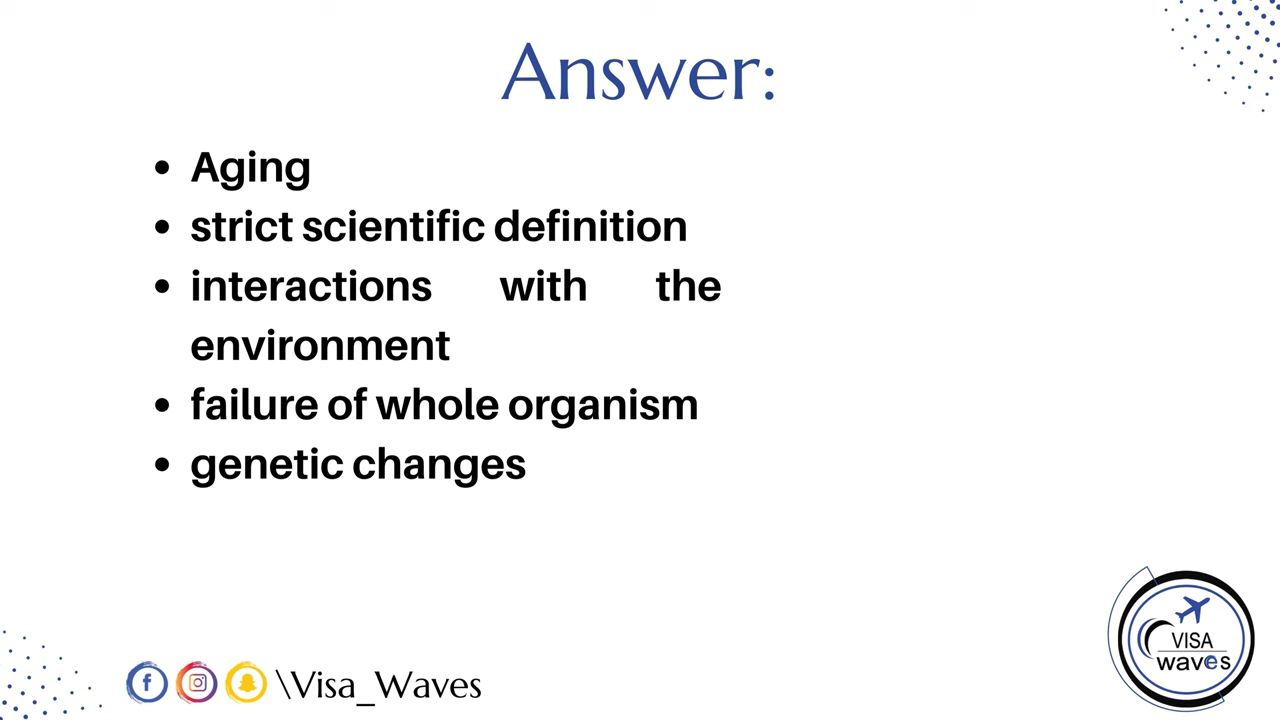 Answer:
• Aging
• strict scientific definition
• interactions with the
environment
• failure of whole organism
• genetic changes
\Visa_Waves
VISA
waves